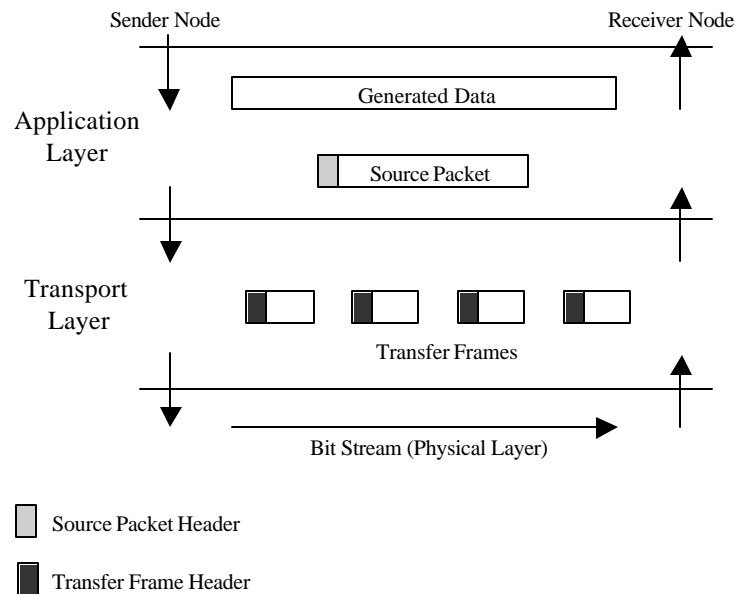 Sender Node
Receiver Node
Generated Data
Application
Layer
Source Packet
Transport
Layer
Transfer Frames
Bit Stream (Physical Layer)
Source Packet Header
Transfer Frame Header